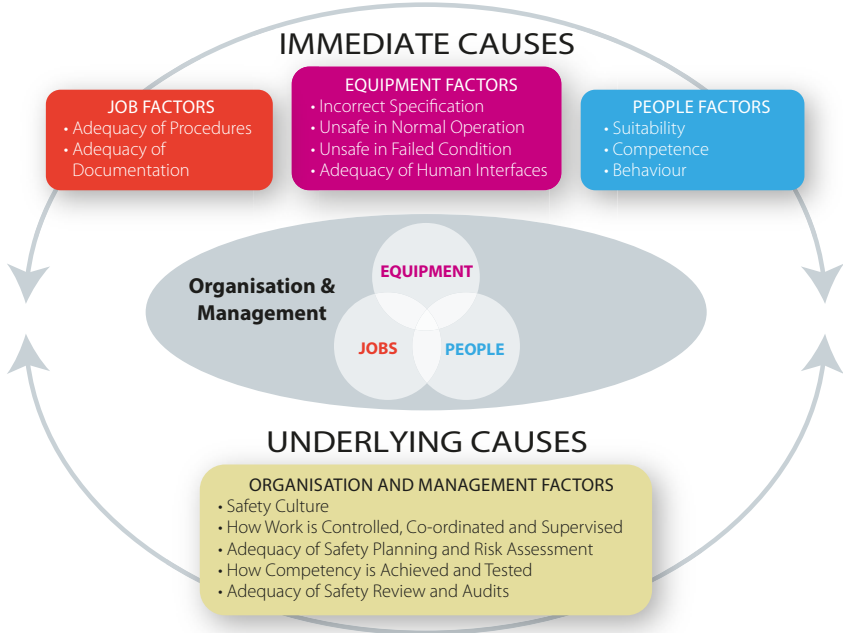 IMMEDIATE CAUSES
JOB FACTORS
• Adequacy of Procedures
• Adequacy of
Documentation
EQUIPMENT FACTORS
• Incorrect Specification
• Unsafe in Normal Operation
• Unsafe in Failed Condition
• Adequacy of Human Interfaces
PEOPLE FACTORS
• Suitability
• Competence
• Behaviour
Organisation &
Management
EQUIPMENT
JOBS
PEOPLE
UNDERLYING CAUSES
ORGANISATION AND MANAGEMENT FACTORS
• Safety Culture
• How Work is Controlled, Co-ordinated and Supervised
• Adequacy of Safety Planning and Risk Assessment
• How Competency is Achieved and Tested
• Adequacy of Safety Review and Audits